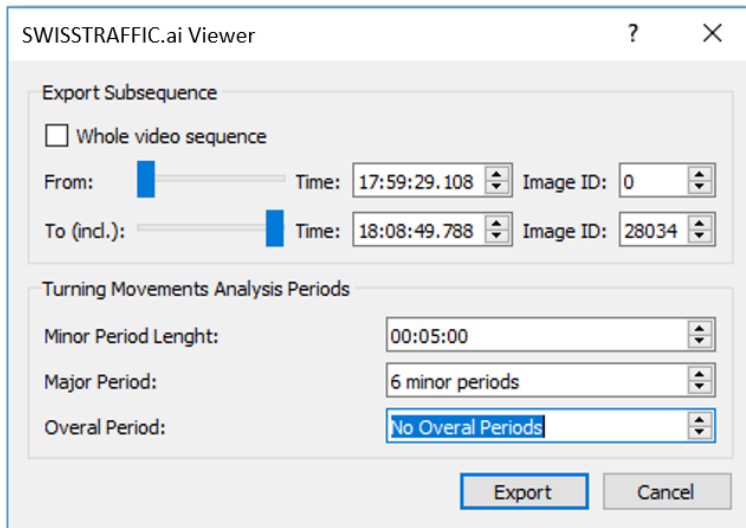 SWISSTRAFFIC.ai Viewer ?
Export Subsequence
Whole video sequence
From: Time: 17:59:29.108 Image ID: 0
To (incl.): Time: 18:08:49.788 Image ID: 28034
Turning Movements Analysis Periods
Minor Period Lenght: 00:05:00
Major Period: 6 minor periods
Overal Period: No Overal Periods
Export Cancel